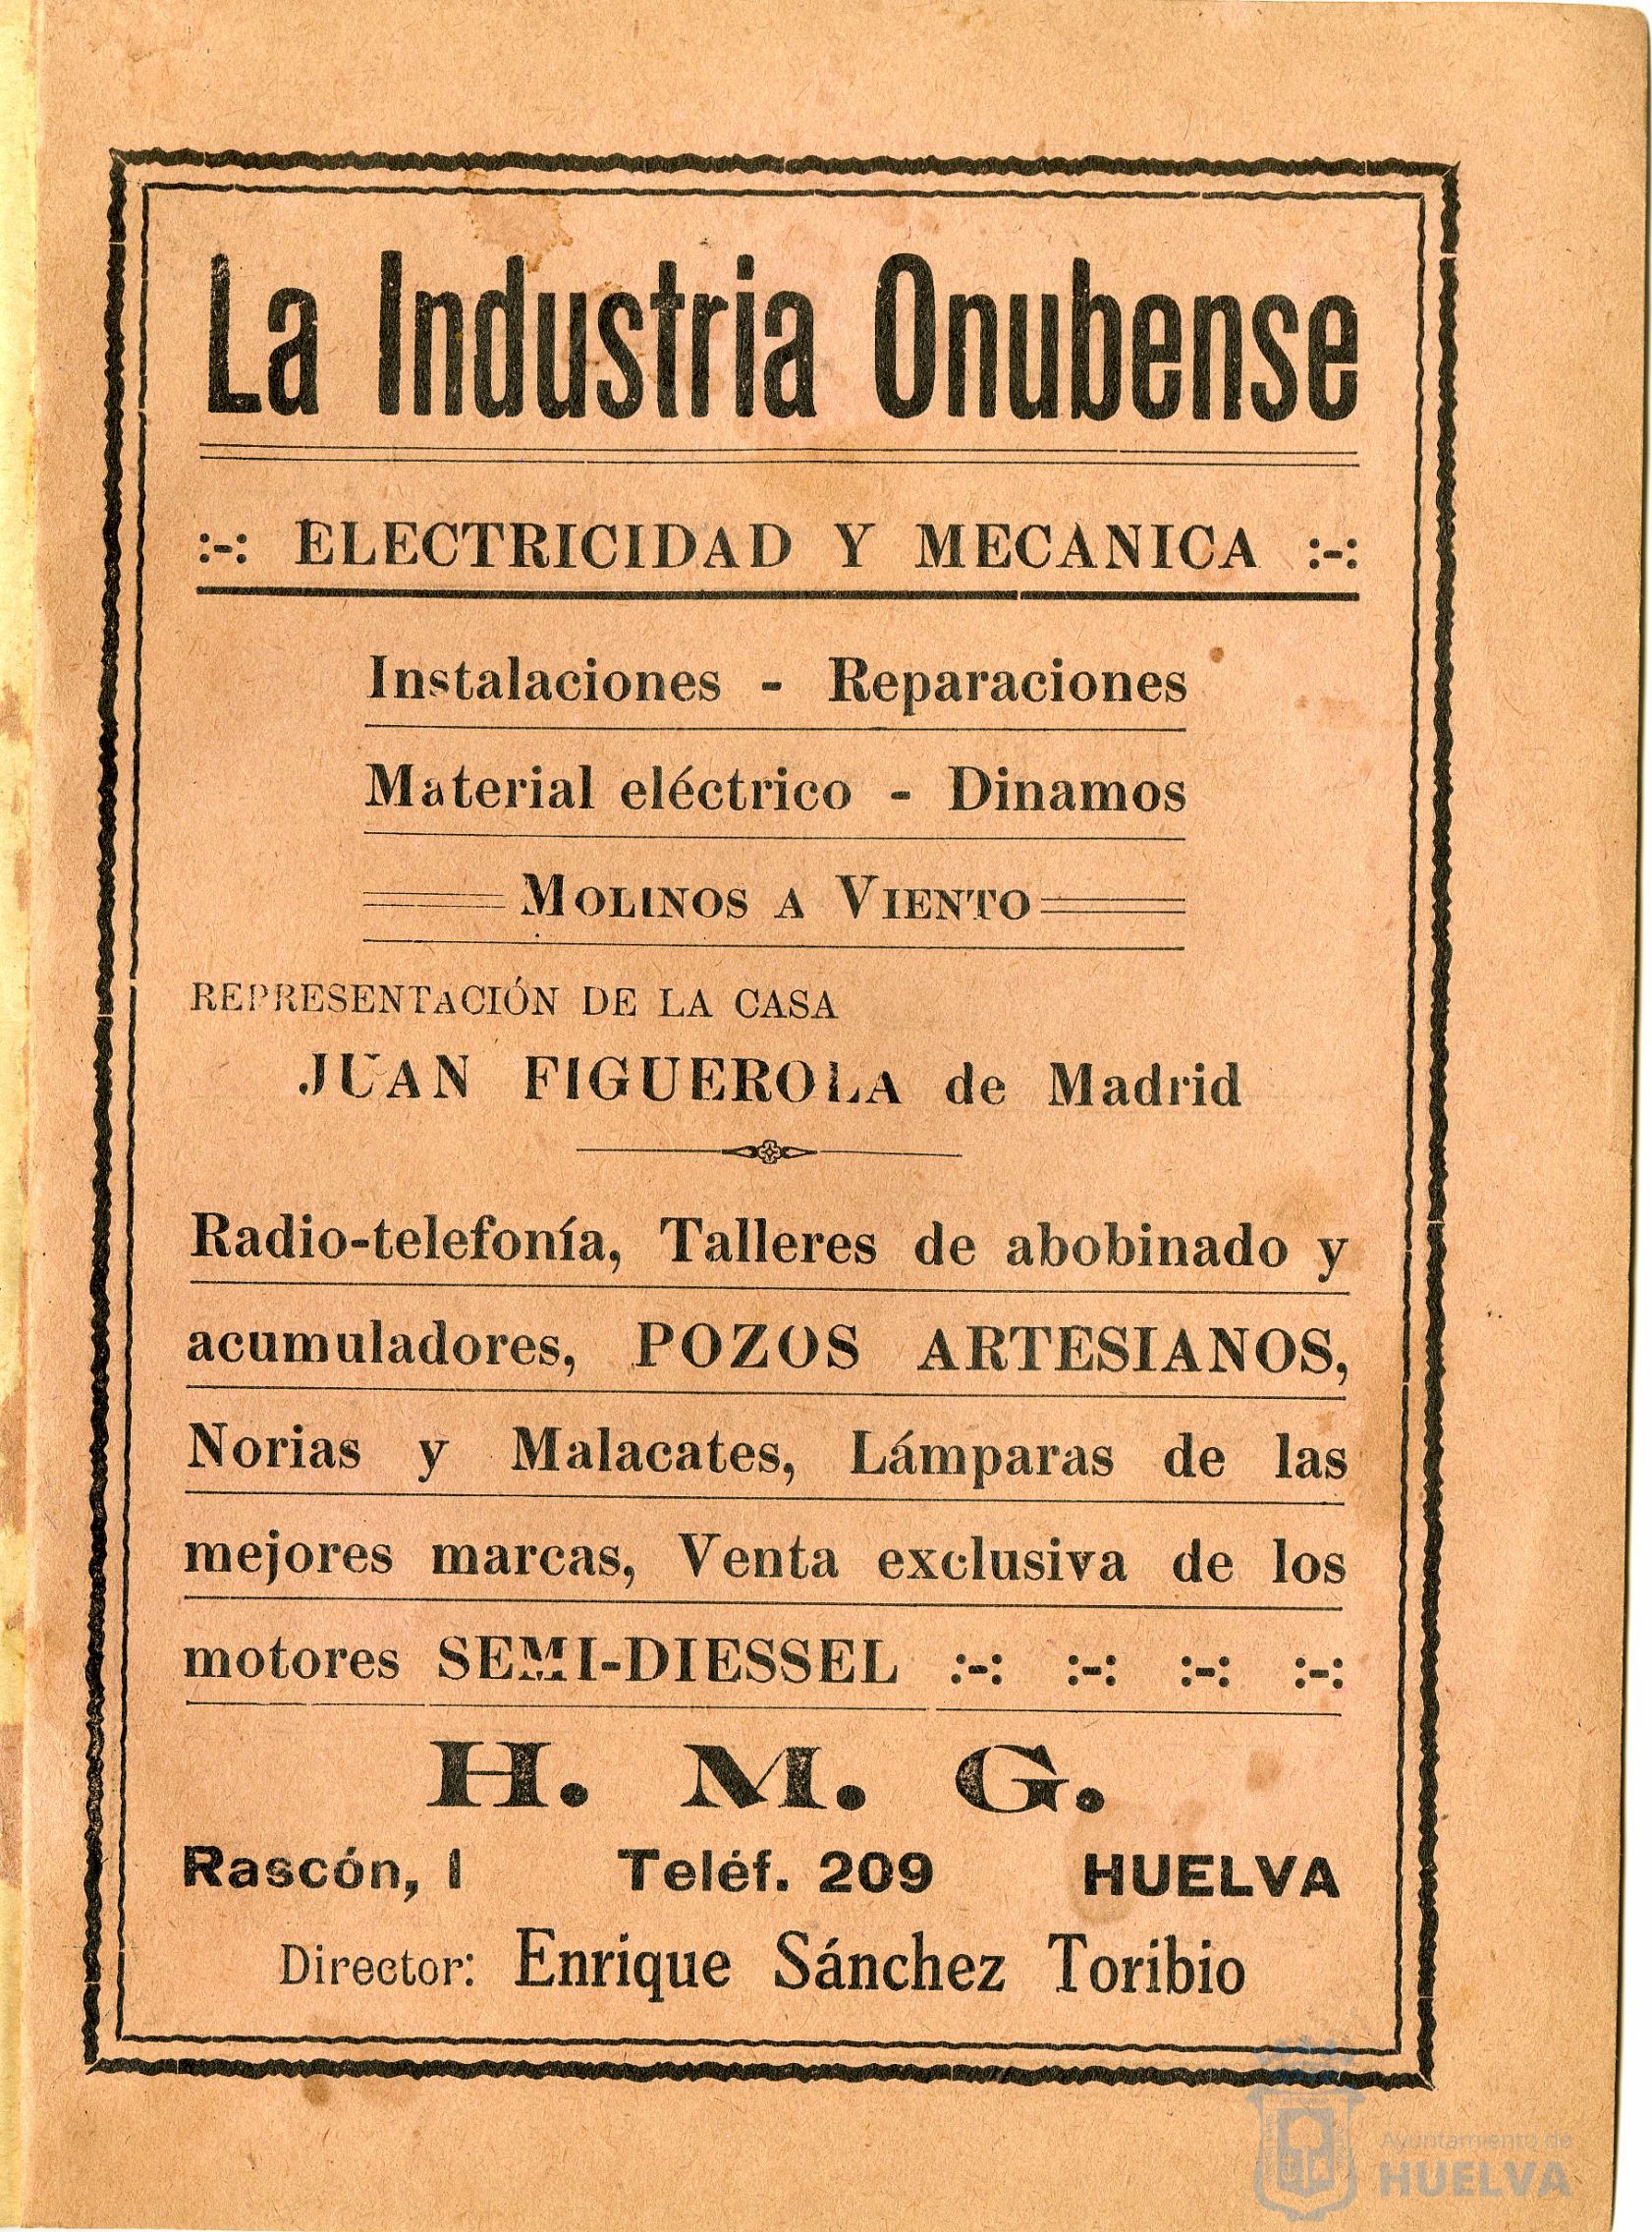 La Industria Onubense
:-: ELECTRICIDAD Y MECANICA :-:
Instalaciones - Reparaciones
Material eléctrico - Dinamos
MOLINOS A VIENTO
REPRESENTACIÓN DE LA CASA
JUAN FIGUEROLA de Madrid
Radio-telefonía, Talleres de abobinado y
acumuladores, POZOS ARTESIANOS,
Norias y Malacates, Lámparas de las
mejores marcas, Venta exclusiva de los
motores SEMI-DIESSEL :-: :-: :-: :-:
H. M. G.
Rascón, 1 Teléf. 209 HUELVA
Director: Enrique Sánchez Toribio
Ayuntamiento de
HUELVA